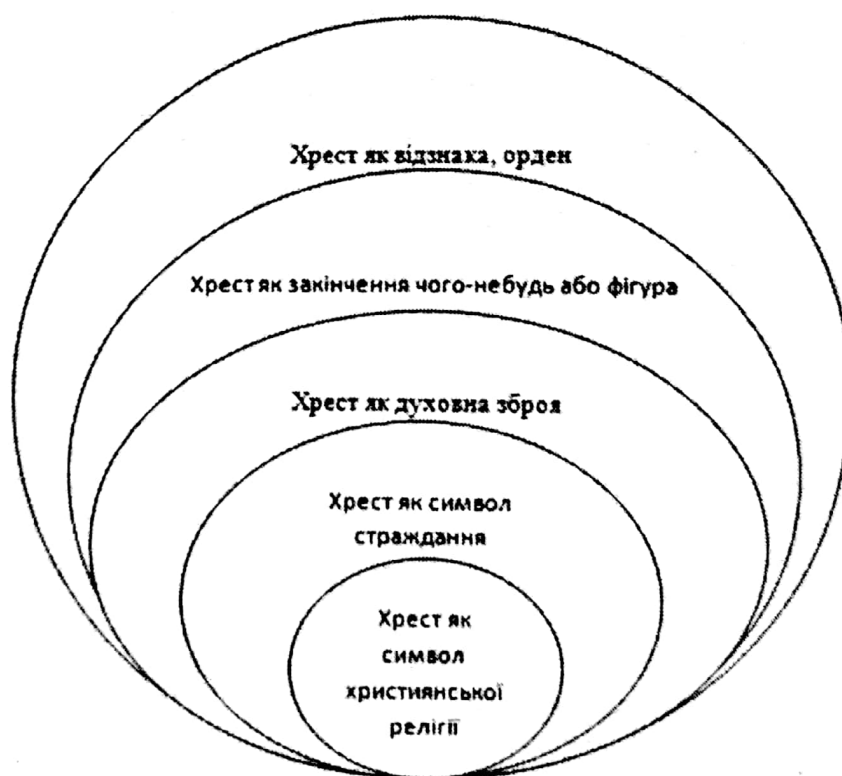 Хрест як відзнака, орден
Хрест як закінчення чого-небудь або фігура
Хрест як духовна зброя
Хрест як символ
страждання
Хрест як
символ
християнської
релігії